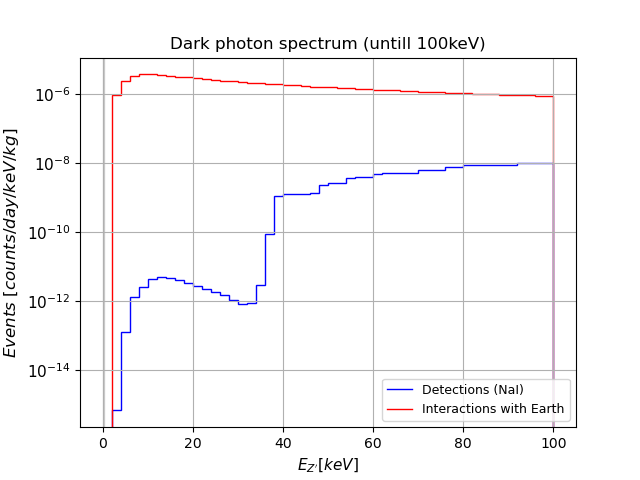 Dark photon spectrum (untill 100keV)
Events [counts/day/keV/kg]
10⁻⁶
10⁻⁸
10⁻¹⁰
10⁻¹²
10⁻¹⁴
Detections (NaI)
Interactions with Earth
0 20 40 60 80 100
E_{Z'}[keV]